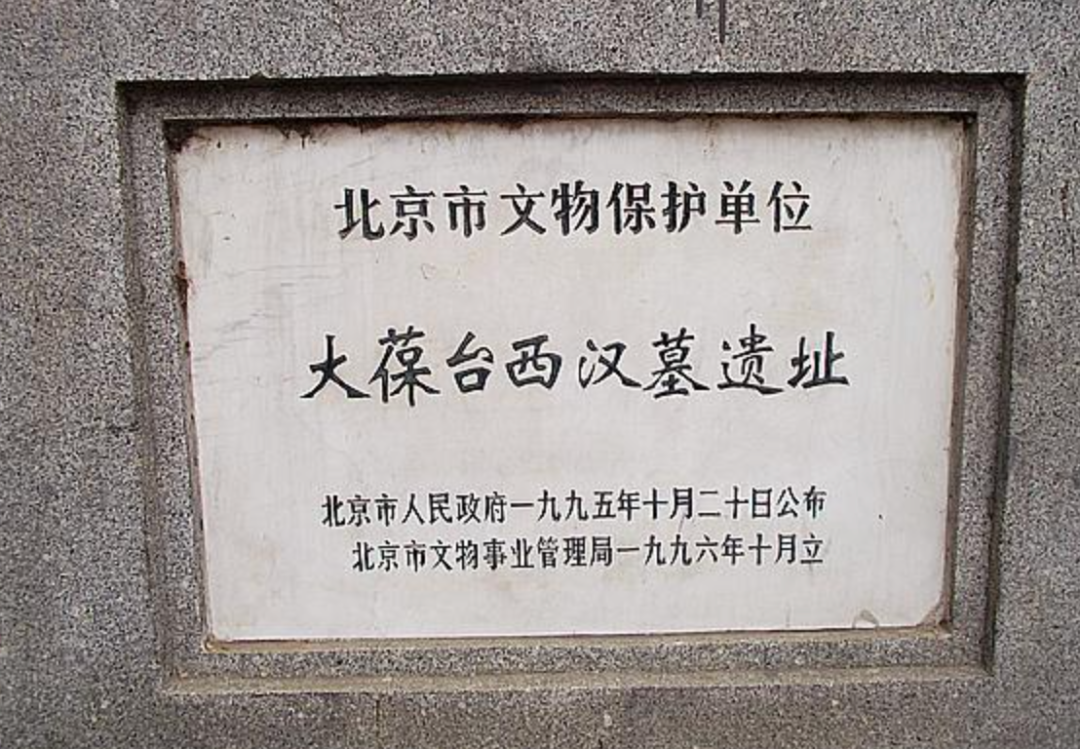 北京市文物保护单位
大葆台西汉墓遗址
北京市人民政府一九九五年十月二十日公布
北京市文物事业管理局一九九六年十月立